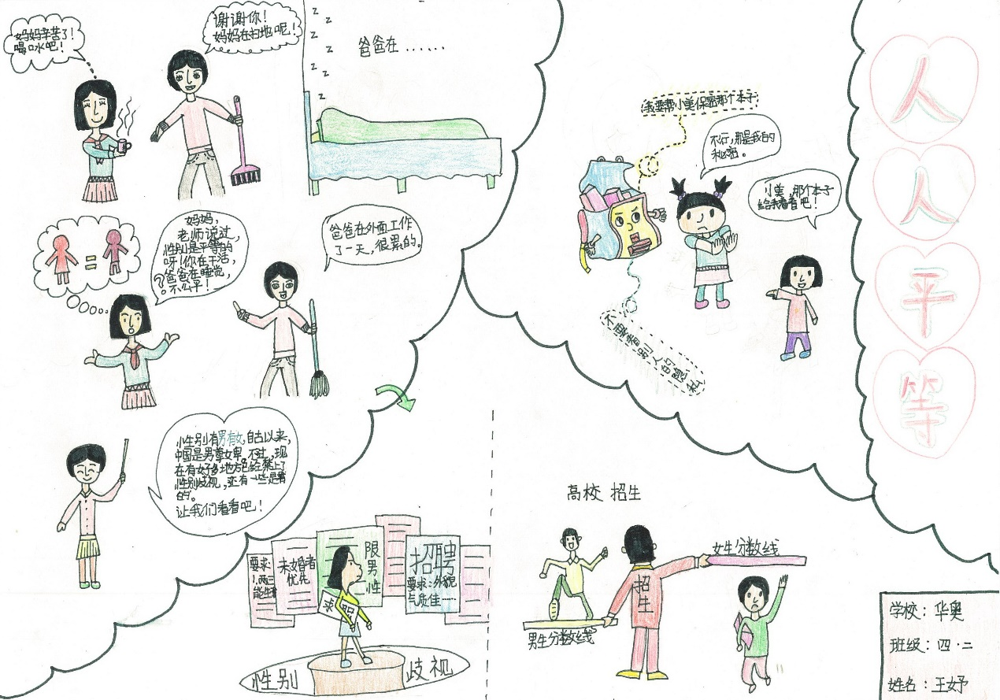 妈妈辛苦了！
喝口水吧！
谢谢你！
妈妈在扫地呢！
z
z
z
z
z
z
z
爸爸在……
妈妈，
老师说过，
性别是平等的
呀！你在干活，
爸爸在睡觉，
不公平！
？
爸爸在外面工作
了一天，很累的。
性别有男有女，自古以来，
中国是男尊女卑。不过，现
在有好多地方已经禁止了
性别歧视，还有一些是有
的。
让我们看看吧！
我要帮小美保密那个本子
不行，那是我的
秘密。
小美，那个本子
给我看看吧！
不要看别人的隐私
人
人
平
等
要求：
1.两三
能生
未婚者
优先
限
男
性
招聘
要求：外貌
气质佳……
求职
性别
歧视
高校招生
女生分数线
招
生
男生分数线
学校：华奥
班级：四·二
姓名：王妤